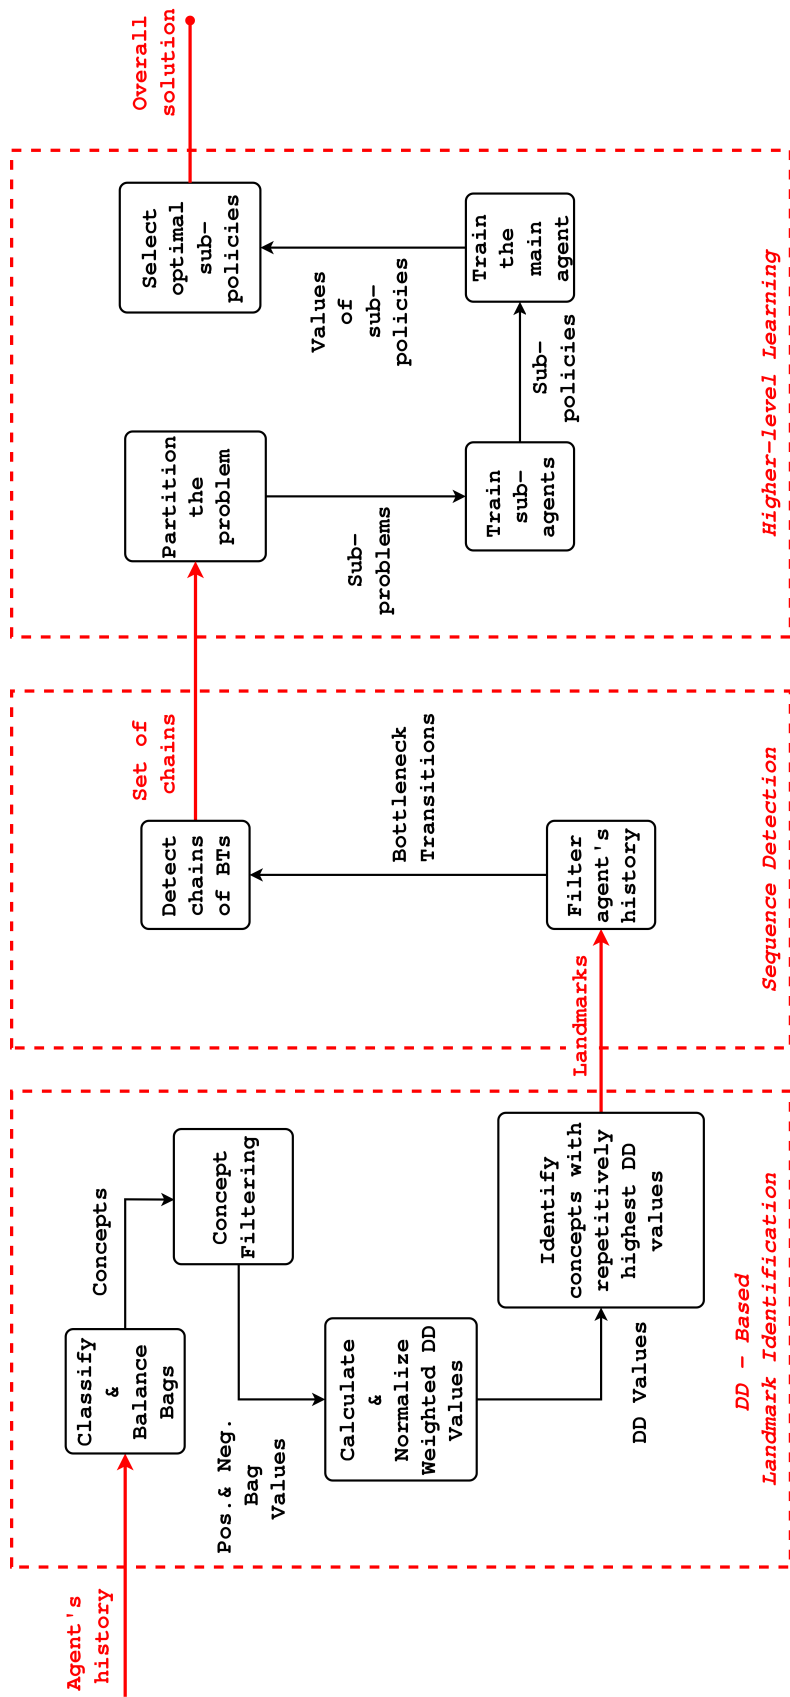 Agent's
history
Classify
&
Balance
Bags
Concepts
Concept
Filtering
Pos.& Neg.
Bag
Values
Calculate
&
Normalize
Weighted DD
Values
DD Values
Identify
concepts with
repetitively
highest DD
values
DD - Based
Landmark Identification
Landmarks
Filter
agent's
history
Bottleneck
Transitions
Detect
chains
of BTs
Sequence Detection
Set of
chains
Partition
the
problem
Sub-
problems
Train
sub-
agents
Sub-
policies
Train
the
main
agent
Values
of
sub-
policies
Select
optimal
sub-
policies
Higher-level Learning
Overall
solution